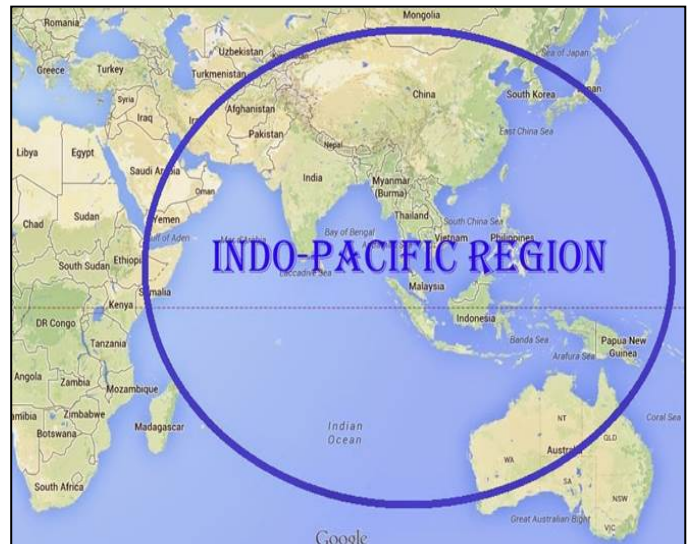 Mongolia
Romania
Uzbekistan
Sea of Japan
Greece
Turkey
Turkmenistan
China
South Korea
Japan
Syria
Afghanistan
Iraq
Pakistan
East China Sea
Nepal
Libya
Egypt
India
Saudi Arabia
Myanmar
(Burma)
Oman
Thailand
Chad
Sudan
Yemen
South China Sea
Gulf of Aden
Bay of Bengal
Vietnam
Philippines
INDO-PACIFIC REGION
South Sudan
Ethiopi
Laccadive Sea
Malaysia
Somalia
Kenya
Indonesia
DR Congo
Banda Sea
Papua New
Guinea
Tanzania
Arafura Sea
Angola
Zambia
Mozambique
NT
Coral Sea
Zimbabwe
Madagascar
Indian
Ocean
QLD
Botswana
WA
Australia
SA
South Africa
NSW
Great Australian Bight
VIC
Google